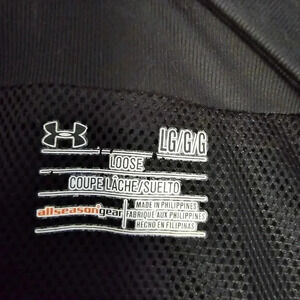 LG/G/G
LOOSE
COUPE LÂCHE/SUELTO
allseasongear
MADE IN PHILIPPINES
FABRIQUÉ AUX PHILIPPINES
HECHO EN FILIPINAS